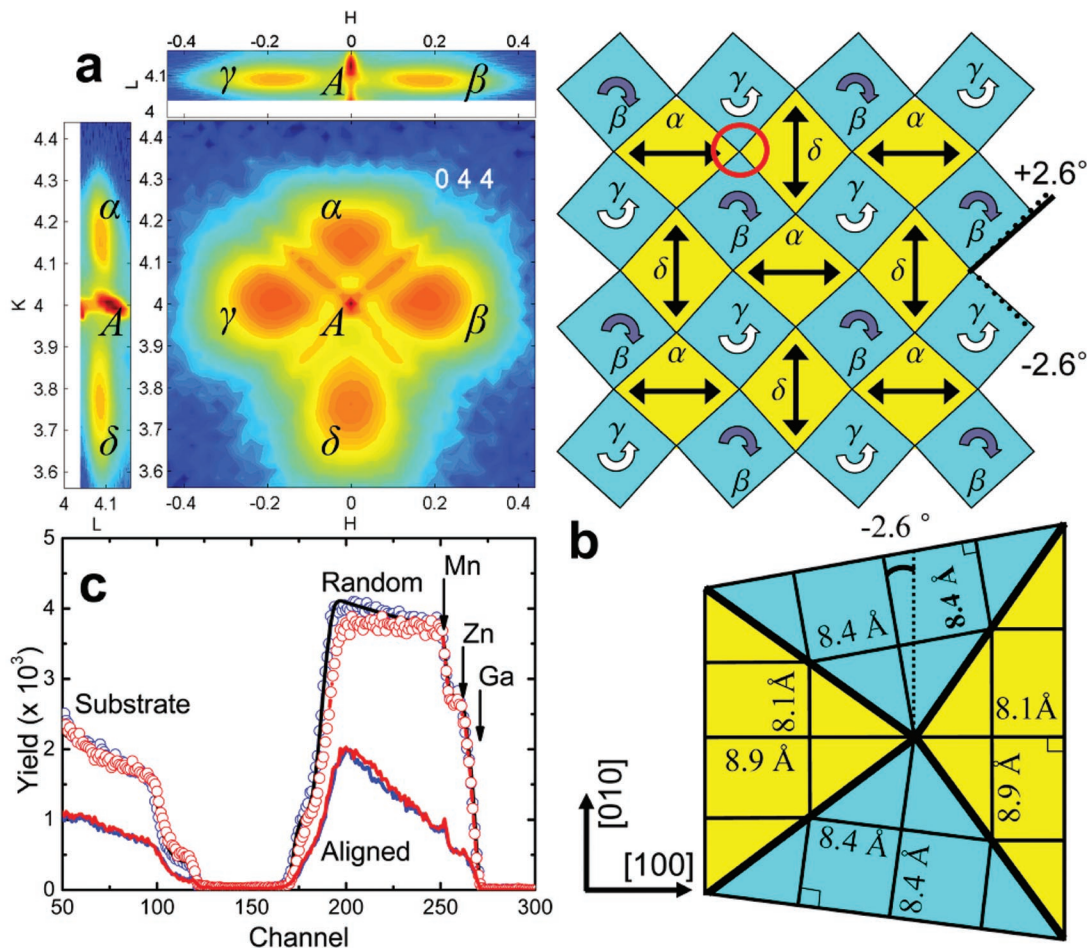 a
H
-0.4 -0.2 0 0.2 0.4
L
4.1
4
γ A β
4.4
4.3
4.2
4.1
4
3.9
3.8
3.7
3.6
K
α
A
δ
4 4.1
L
0 4 4
α
γ A β
δ
4.4
4.3
4.2
4.1
4
3.9
3.8
3.7
3.6
-0.4 -0.2 0 0.2 0.4
H
β γ β γ
α δ α
γ β γ β
+2.6°
δ α δ
β γ β γ
-2.6°
α δ α
γ β γ β
c
5
4
3
2
1
0
Yield (x 10³)
Random
Mn
Zn
Ga
Substrate
Aligned
50 100 150 200 250 300
Channel
b
-2.6 °
8.4 Å
8.4 Å
8.1Å
8.1Å
8.9 Å
8.9 Å
8.4 Å
8.4 Å
[010]
[100]